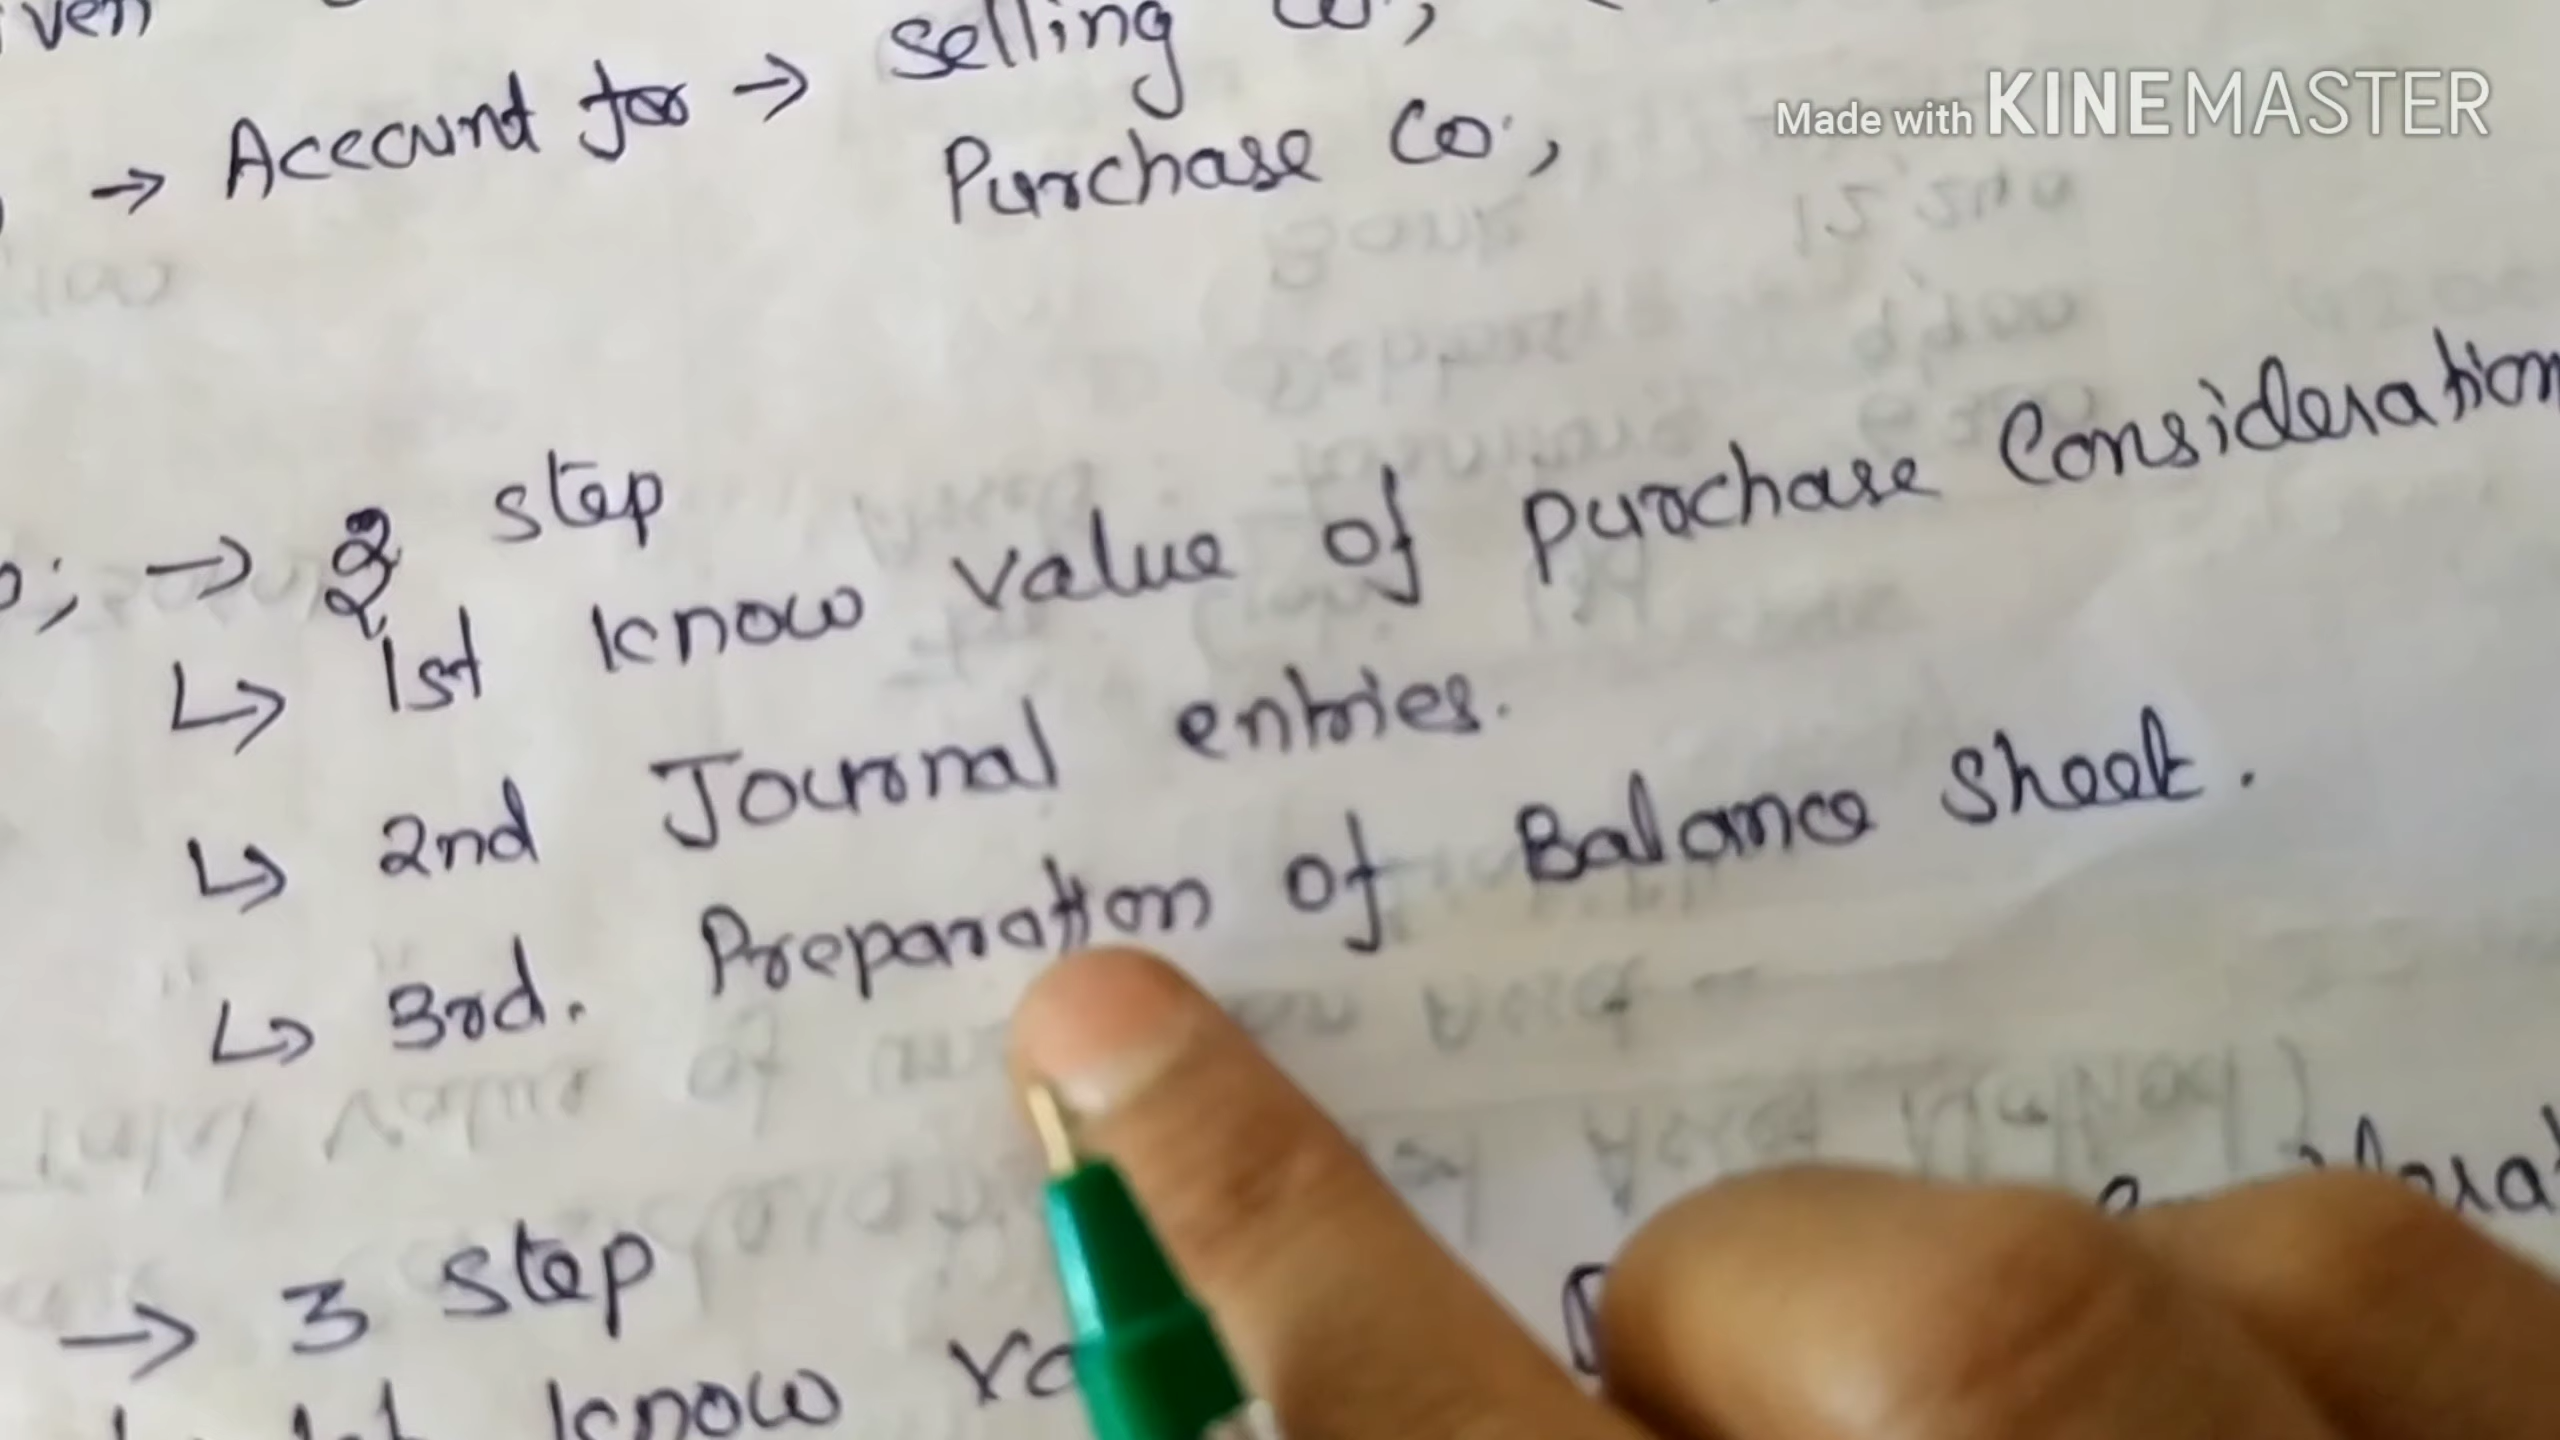 → Account for → Selling Co,
Purchase Co,
Made with KINEMASTER
→ 2 step
↳ 1st know value of purchase Consideration
↳ 2nd Journal entries.
↳ 3rd. Preparation of Balance Sheet.
→ 3 step
know